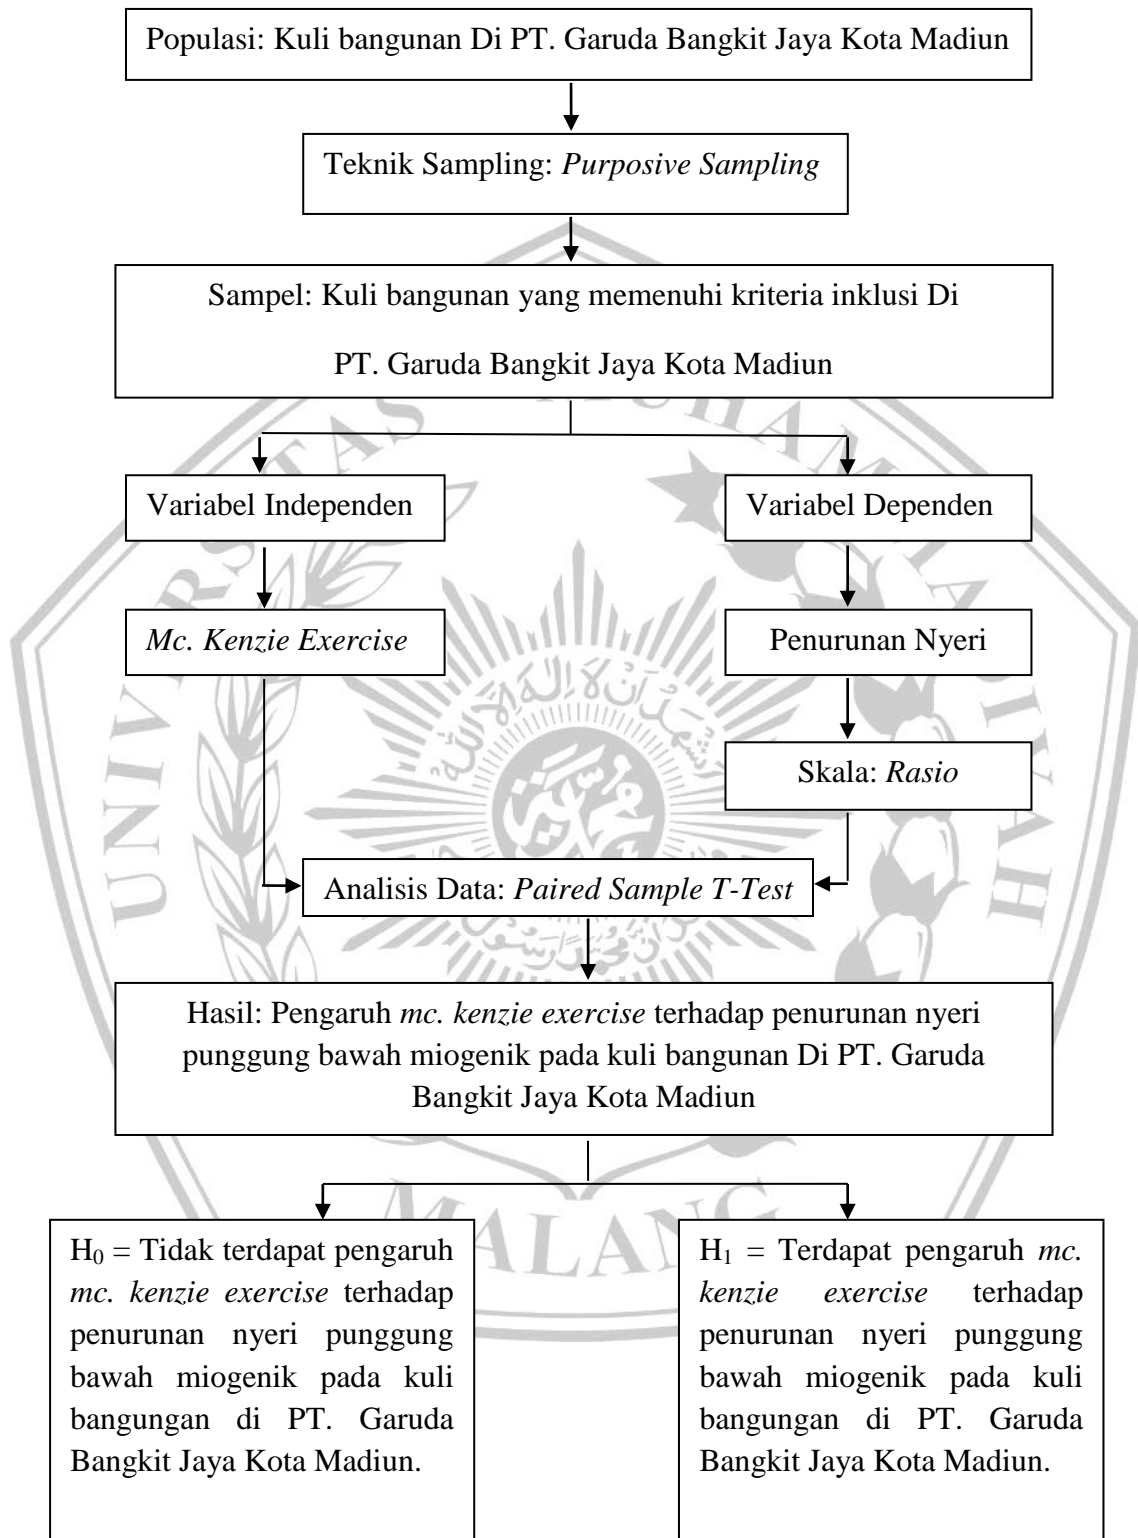 Populasi: Kuli bangunan Di PT. Garuda Bangkit Jaya Kota Madiun
Teknik Sampling: Purposive Sampling
Sampel: Kuli bangunan yang memenuhi kriteria inklusi Di
PT. Garuda Bangkit Jaya Kota Madiun
Variabel Independen
Variabel Dependen
Mc. Kenzie Exercise
Penurunan Nyeri
Skala: Rasio
Analisis Data: Paired Sample T-Test
Hasil: Pengaruh mc. kenzie exercise terhadap penurunan nyeri
punggung bawah miogenik pada kuli bangunan Di PT. Garuda
Bangkit Jaya Kota Madiun
H₀ = Tidak terdapat pengaruh
mc. kenzie exercise terhadap
penurunan nyeri punggung
bawah miogenik pada kuli
bangungan di PT. Garuda
Bangkit Jaya Kota Madiun.
H₁ = Terdapat pengaruh mc.
kenzie exercise terhadap
penurunan nyeri punggung
bawah miogenik pada kuli
bangungan di PT. Garuda
Bangkit Jaya Kota Madiun.
MALANG